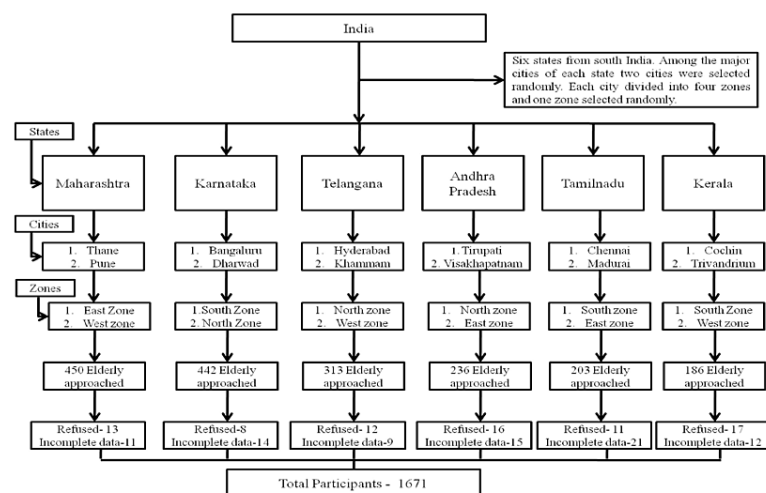 India
Six states from south India. Among the major
cities of each state two cities were selected
randomly. Each city divided into four zones
and one zone selected randomly.
States
Maharashtra
Karnataka
Telangana
Andhra
Pradesh
Tamilnadu
Kerala
Cities
1. Thane
2. Pune
1. Bangaluru
2. Dharwad
1. Hyderabad
2. Khammam
1.Tirupati
2.Visakhapatnam
1. Chennai
2. Madurai
1. Cochin
2. Trivandrium
Zones
1. East Zone
2. West zone
1.South Zone
2.North Zone
1. North zone
2. West zone
1. North zone
2. East zone
1. South zone
2. East zone
1. South Zone
2. West zone
450 Elderly
approached
442 Elderly
approached
313 Elderly
approached
236 Elderly
approached
203 Elderly
approached
186 Elderly
approached
Refused- 13
Incomplete data-11
Refused-8
Incomplete data-14
Refused- 12
Incomplete data-9
Refused- 16
Incomplete data-15
Refused- 11
Incomplete data-21
Refused- 17
Incomplete data-12
Total Participants - 1671